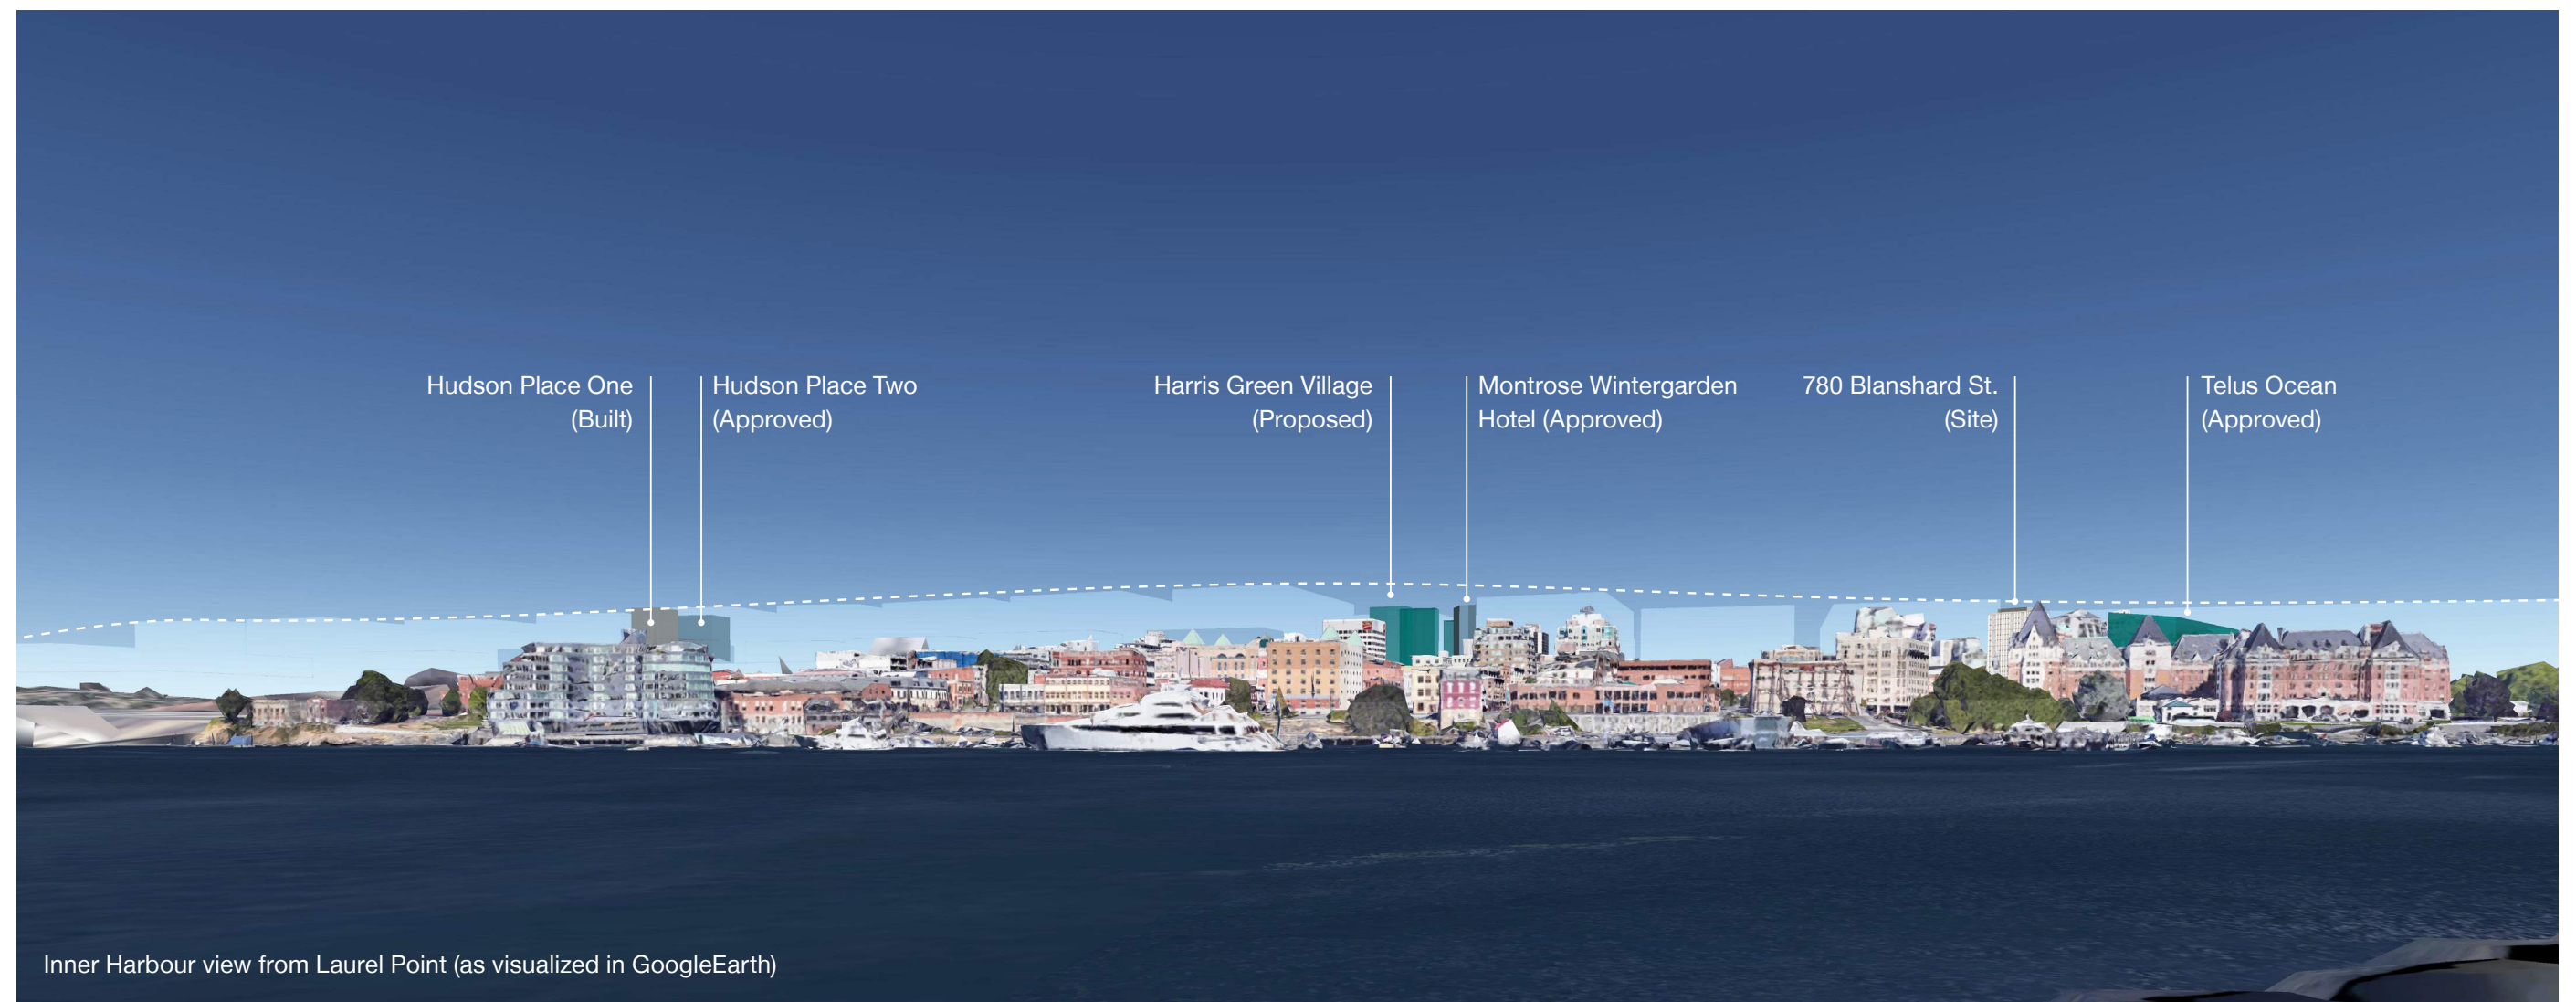 Hudson Place One
(Built)
Hudson Place Two
(Approved)
Harris Green Village
(Proposed)
Montrose Wintergarden
Hotel (Approved)
780 Blanshard St.
(Site)
Telus Ocean
(Approved)
Inner Harbour view from Laurel Point (as visualized in GoogleEarth)